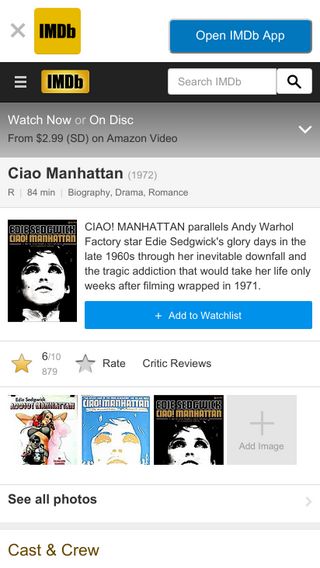 IMDb
Open IMDb App
IMDb
Search IMDb
Watch Now or On Disc
From $2.99 (SD) on Amazon Video
Ciao Manhattan (1972)
R | 84 min | Biography, Drama, Romance
EDIE SEDGWICK
CIAO! MANHATTAN
CIAO! MANHATTAN parallels Andy Warhol
Factory star Edie Sedgwick's glory days in the
late 1960s through her inevitable downfall and
the tragic addiction that would take her life only
weeks after filming wrapped in 1971.
+ Add to Watchlist
6/10
879
Rate
Critic Reviews
Edie Sedgwick
MANHATTAN
CIAO! MANHATTAN
EDIE SEDGWICK
CIAO! MANHATTAN
Add Image
See all photos
Cast & Crew